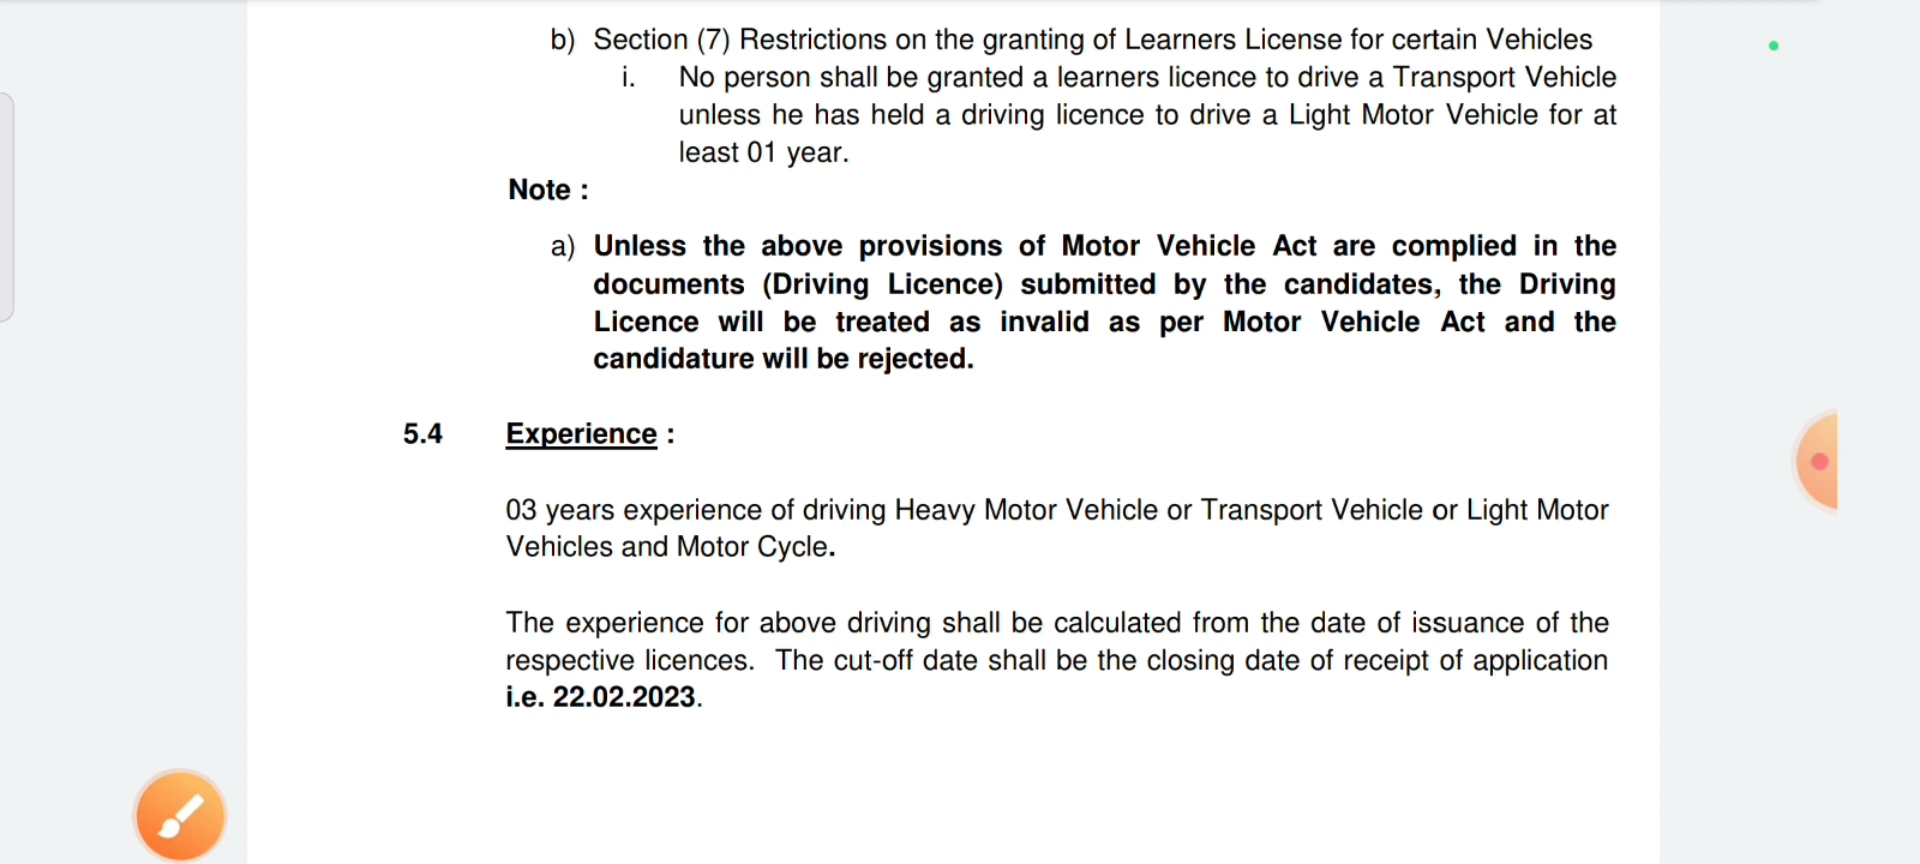 b) Section (7) Restrictions on the granting of Learners License for certain Vehicles
i. No person shall be granted a learners licence to drive a Transport Vehicle
unless he has held a driving licence to drive a Light Motor Vehicle for at
least 01 year.
Note :
a) Unless the above provisions of Motor Vehicle Act are complied in the
documents (Driving Licence) submitted by the candidates, the Driving
Licence will be treated as invalid as per Motor Vehicle Act and the
candidature will be rejected.
5.4 Experience :
03 years experience of driving Heavy Motor Vehicle or Transport Vehicle or Light Motor
Vehicles and Motor Cycle.
The experience for above driving shall be calculated from the date of issuance of the
respective licences. The cut-off date shall be the closing date of receipt of application
i.e. 22.02.2023.